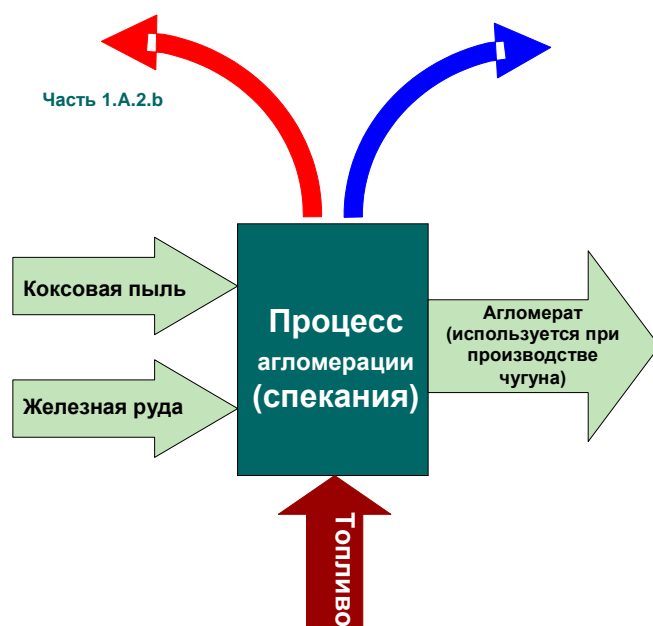 Часть 1.A.2.b
Коксовая пыль
Железная руда
Процесс
агломерации
(спекания)
Агломерат
(используется при
производстве
чугуна)
Топливо